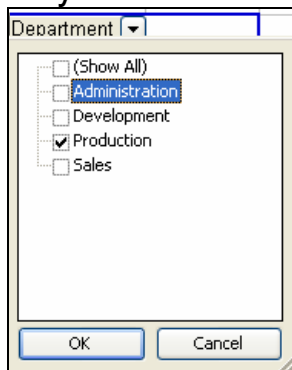 Department
(Show All)
Administration
Development
Production
Sales
OK Cancel